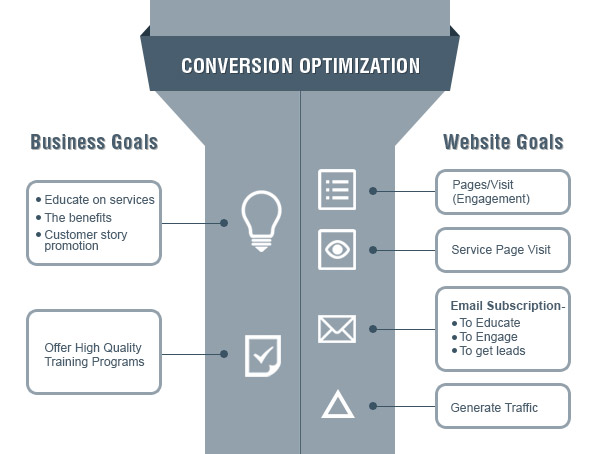 CONVERSION OPTIMIZATION
Business Goals
• Educate on services
• The benefits
• Customer story
promotion
Offer High Quality
Training Programs
Website Goals
Pages/Visit
(Engagement)
Service Page Visit
Email Subscription-
• To Educate
• To Engage
• To get leads
Generate Traffic